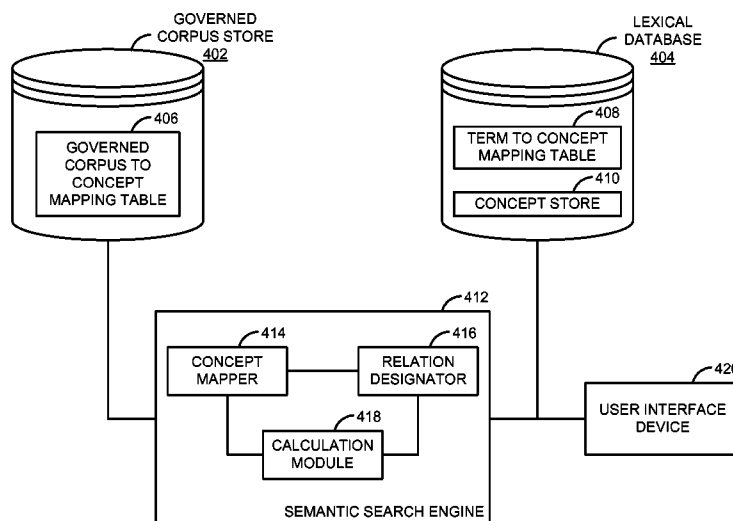 GOVERNED
CORPUS STORE
402
LEXICAL
DATABASE
404
406
GOVERNED
CORPUS TO
CONCEPT
MAPPING TABLE
408
TERM TO CONCEPT
MAPPING TABLE
410
CONCEPT STORE
412
414
CONCEPT
MAPPER
416
RELATION
DESIGNATOR
418
CALCULATION
MODULE
SEMANTIC SEARCH ENGINE
420
USER INTERFACE
DEVICE